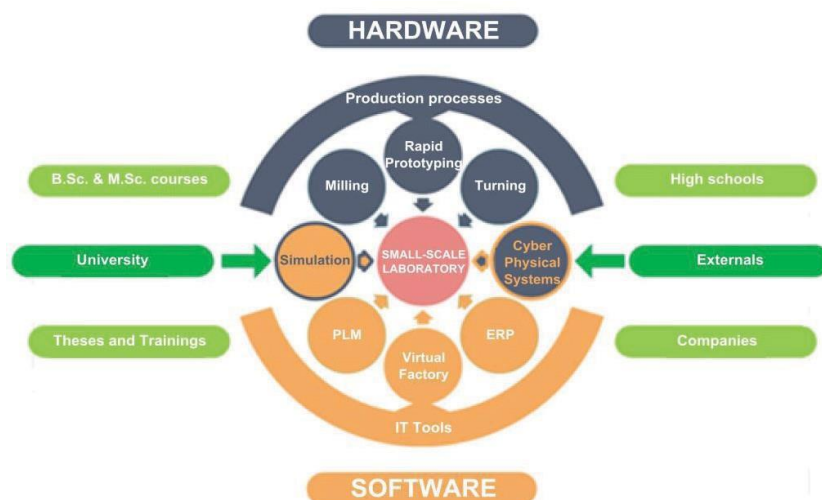 HARDWARE
Production processes
Rapid
Prototyping
Milling
Turning
B.Sc. & M.Sc. courses
High schools
University
Simulation
SMALL-SCALE
LABORATORY
Cyber
Physical
Systems
Externals
Theses and Trainings
PLM
ERP
Companies
Virtual
Factory
IT Tools
SOFTWARE